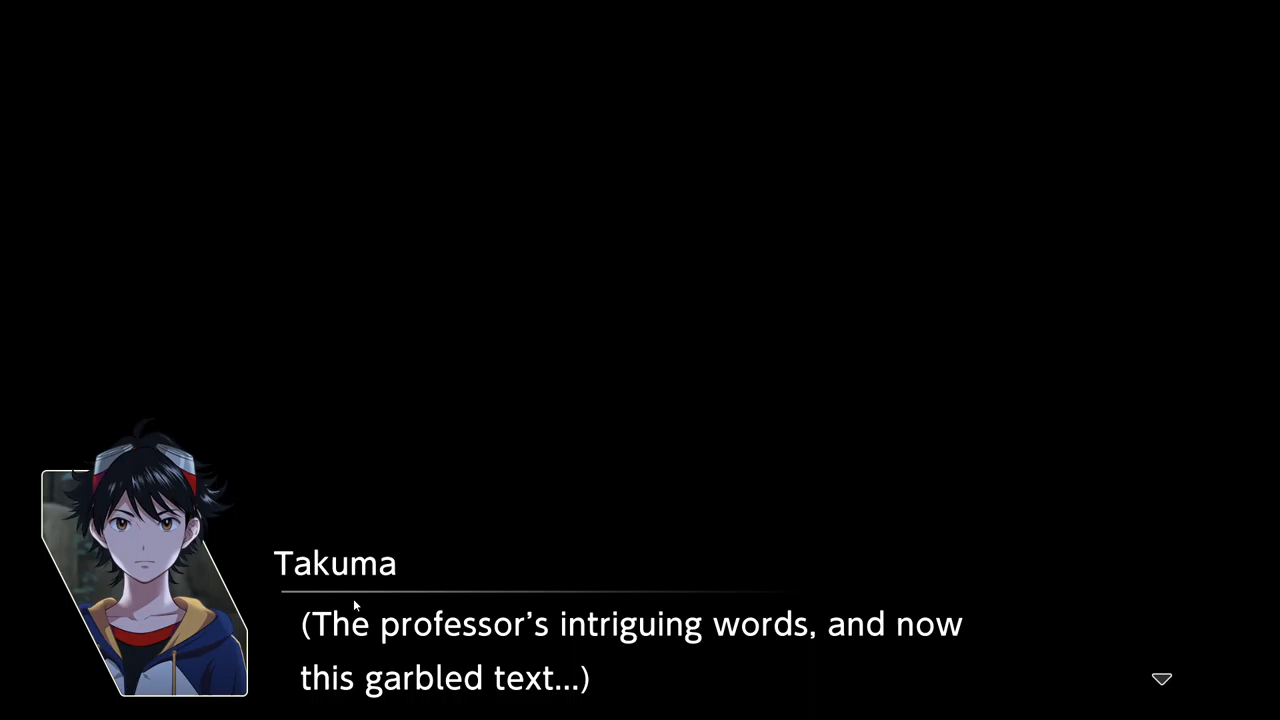 Takuma
(The professor’s intriguing words, and now
this garbled text...)